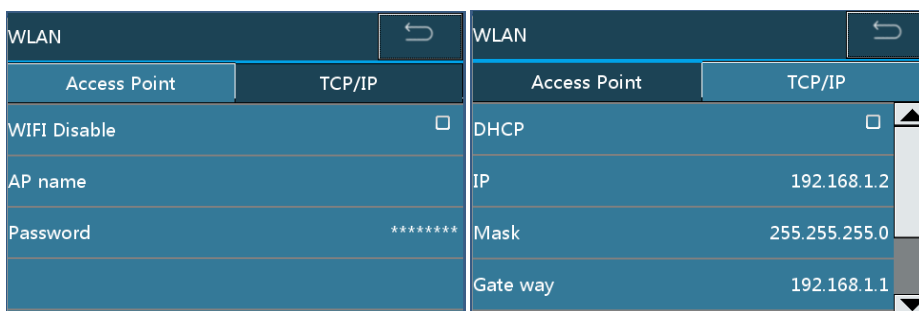 WLAN
Access Point TCP/IP
WIFI Disable
AP name
Password ********
WLAN
Access Point TCP/IP
DHCP
IP 192.168.1.2
Mask 255.255.255.0
Gate way 192.168.1.1